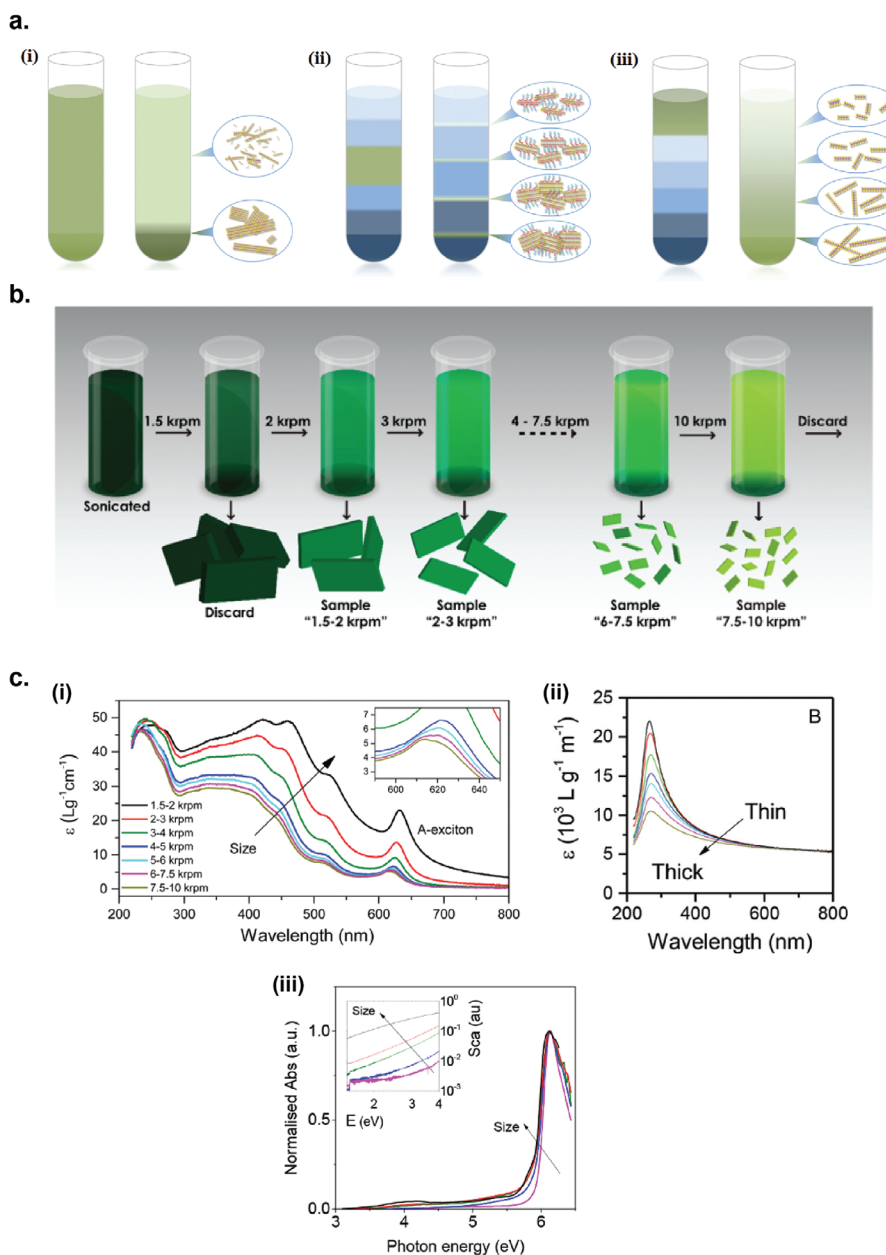 a.
(i)
(ii)
(iii)
b.
1.5 krpm
2 krpm
3 krpm
4 - 7.5 krpm
10 krpm
Discard
Sonicated
Discard
Sample
"1.5-2 krpm"
Sample
"2-3 krpm"
Sample
"6-7.5 krpm"
Sample
"7.5-10 krpm"
c.
(i)
ε (Lg⁻¹cm⁻¹)
50
40
30
20
10
0
1.5-2 krpm
2-3 krpm
3-4 krpm
4-5 krpm
5-6 krpm
6-7.5 krpm
7.5-10 krpm
Size
A-exciton
7
6
5
4
3
600 620 640
200 300 400 500 600 700 800
Wavelength (nm)
(ii)
B
ε (10³ L g⁻¹ m⁻¹)
25
20
15
10
5
0
Thin
Thick
200 400 600 800
Wavelength (nm)
(iii)
Normalised Abs (a.u.)
1.0
0.5
0.0
Size
10⁰
10⁻¹
10⁻²
10⁻³
Sca (au)
2 3 4
E (eV)
Size
3 4 5 6
Photon energy (eV)